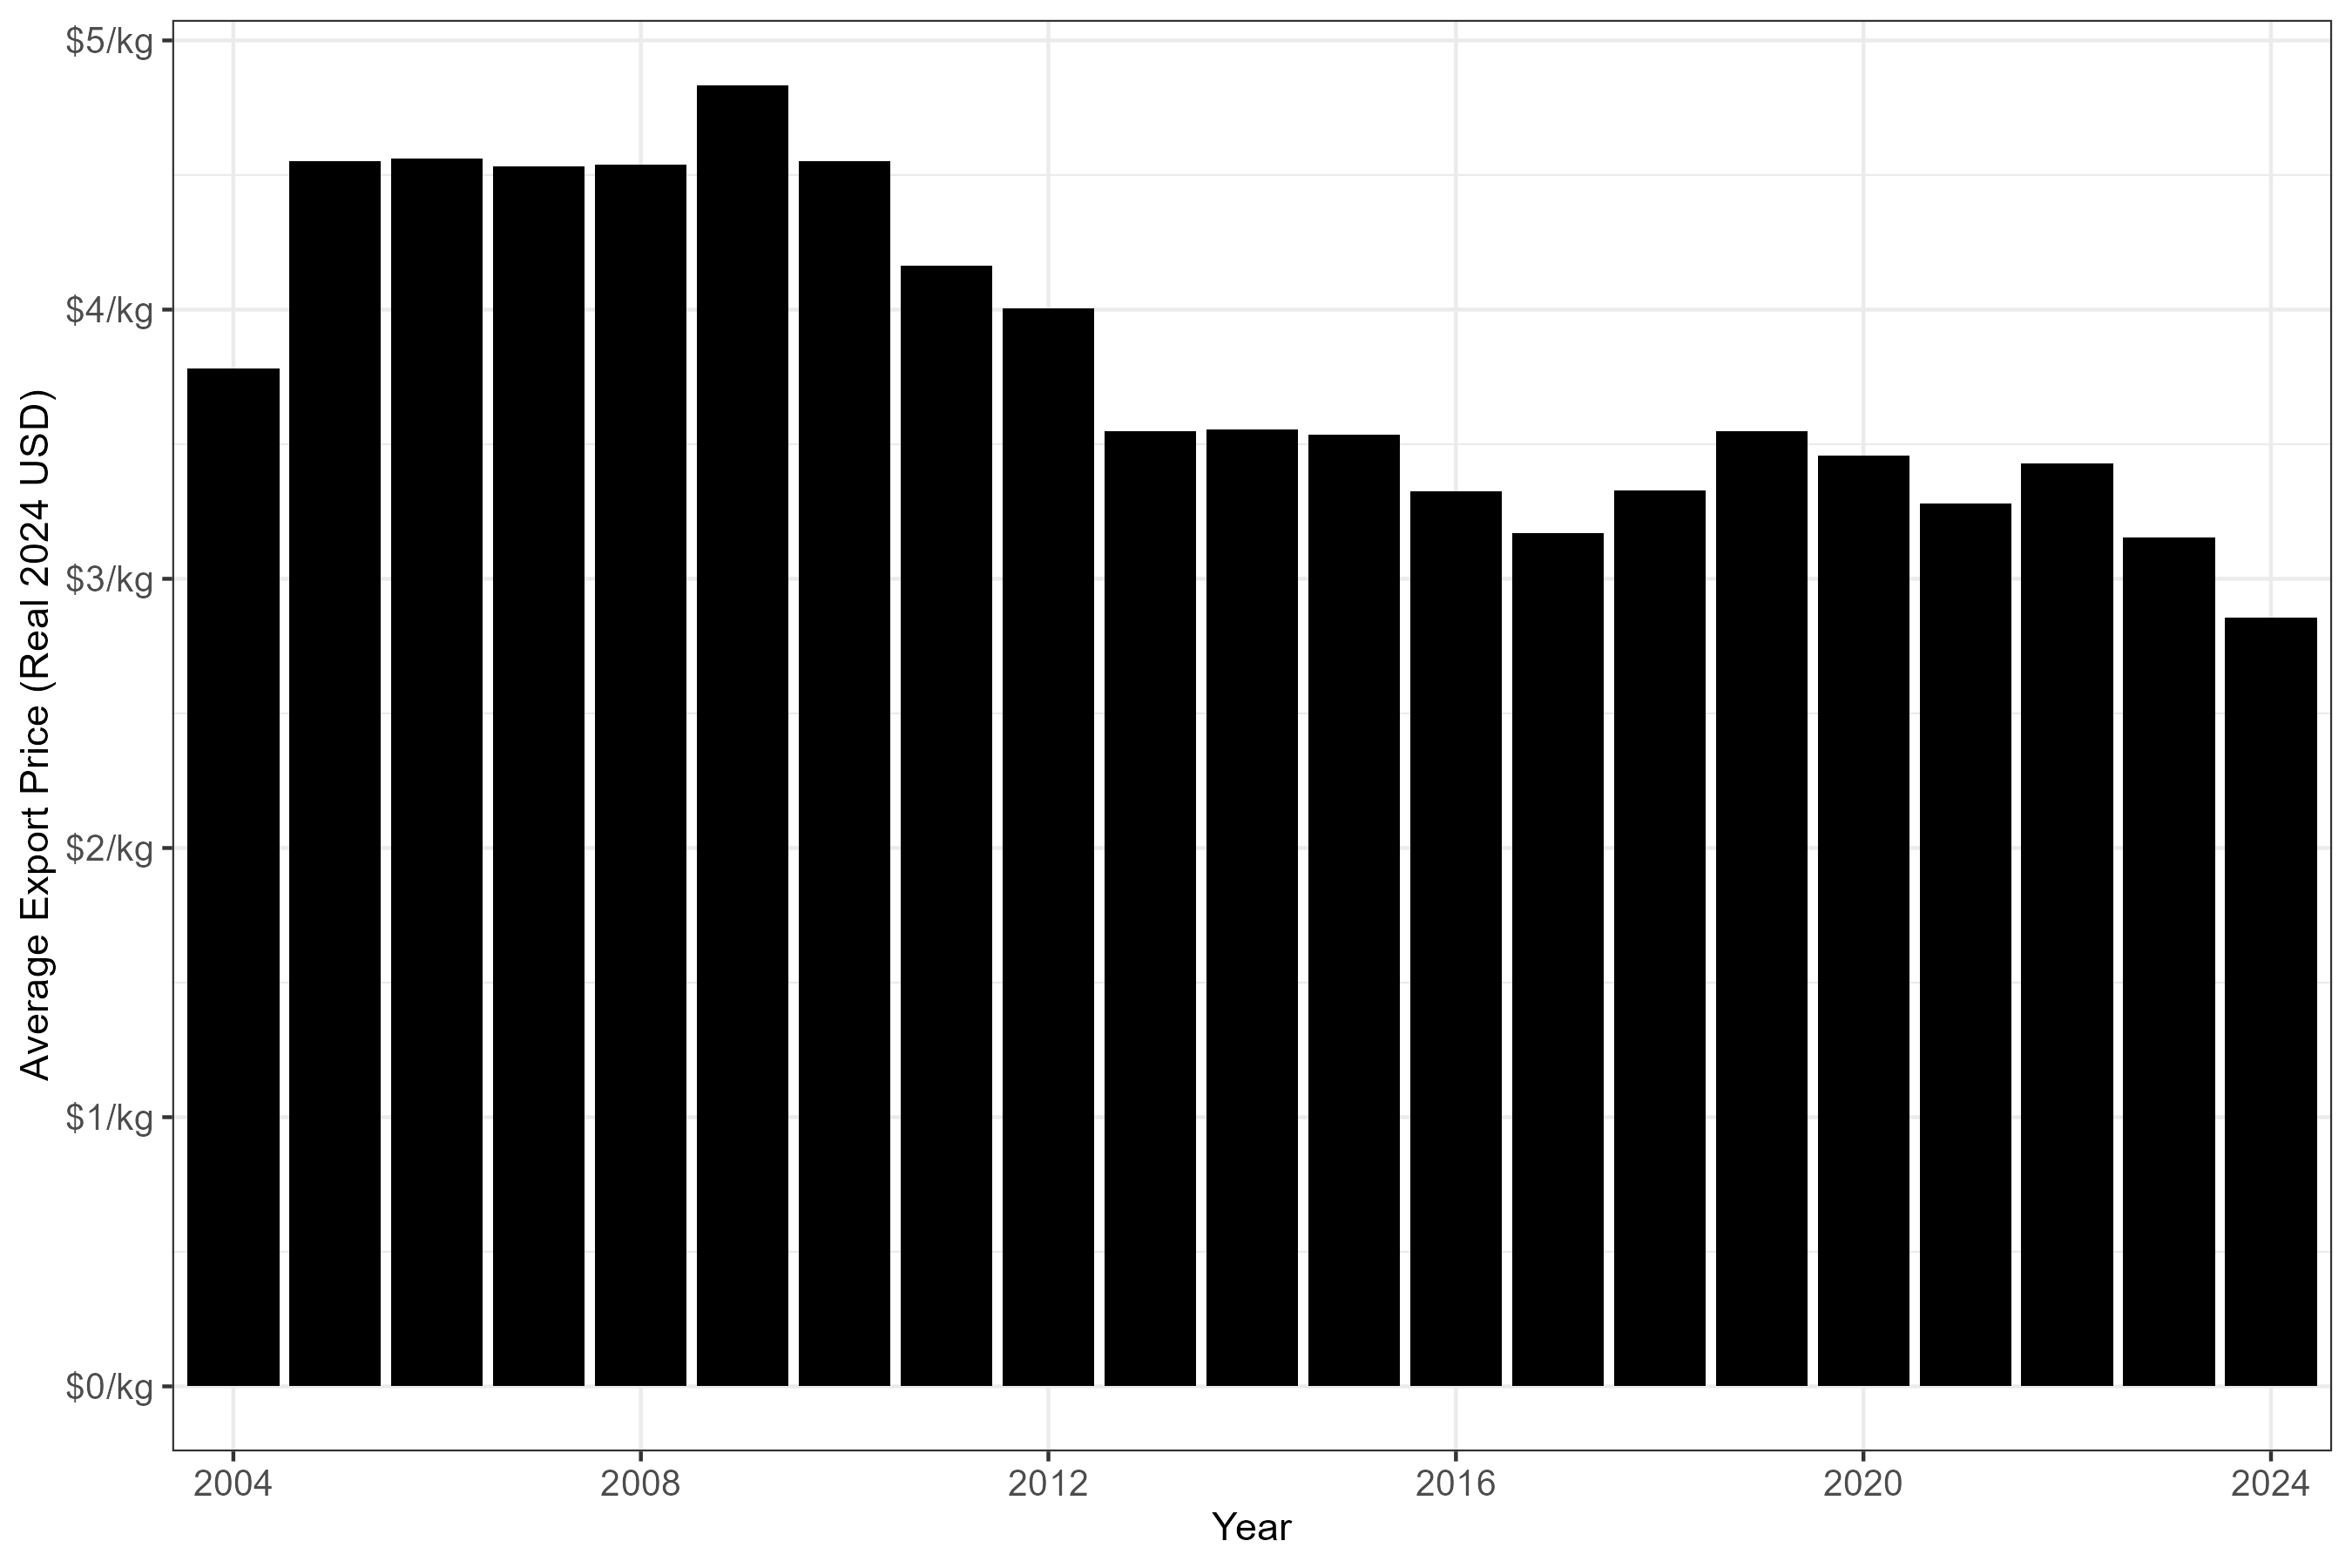 Average Export Price (Real 2024 USD)
$5/kg
$4/kg
$3/kg
$2/kg
$1/kg
$0/kg
2004 2008 2012 2016 2020 2024
Year